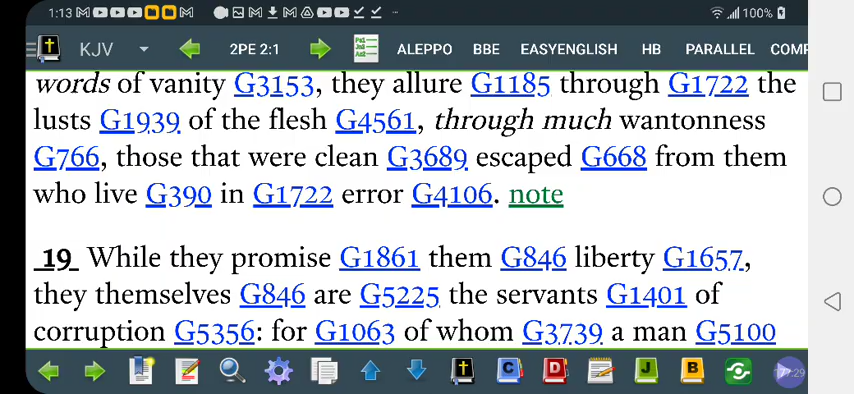 1:13
100%
KJV 2PE 2:1 ALEPPO BBE EASYENGLISH HB PARALLEL COMP
words of vanity G3153, they allure G1185 through G1722 the
lusts G1939 of the flesh G4561, through much wantonness
G766, those that were clean G3689 escaped G668 from them
who live G390 in G1722 error G4106. note
19 While they promise G1861 them G846 liberty G1657,
they themselves G846 are G5225 the servants G1401 of
corruption G5356: for G1063 of whom G3739 a man G5100
C D J B